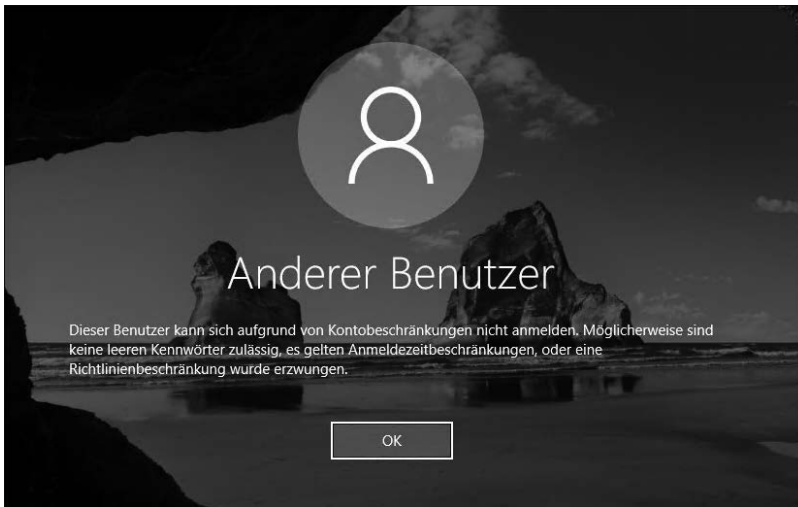 Anderer Benutzer
Dieser Benutzer kann sich aufgrund von Kontobeschränkungen nicht anmelden. Möglicherweise sind
keine leeren Kennwörter zulässig, es gelten Anmeldezeitbeschränkungen, oder eine
Richtlinienbeschränkung wurde erzwungen.
OK